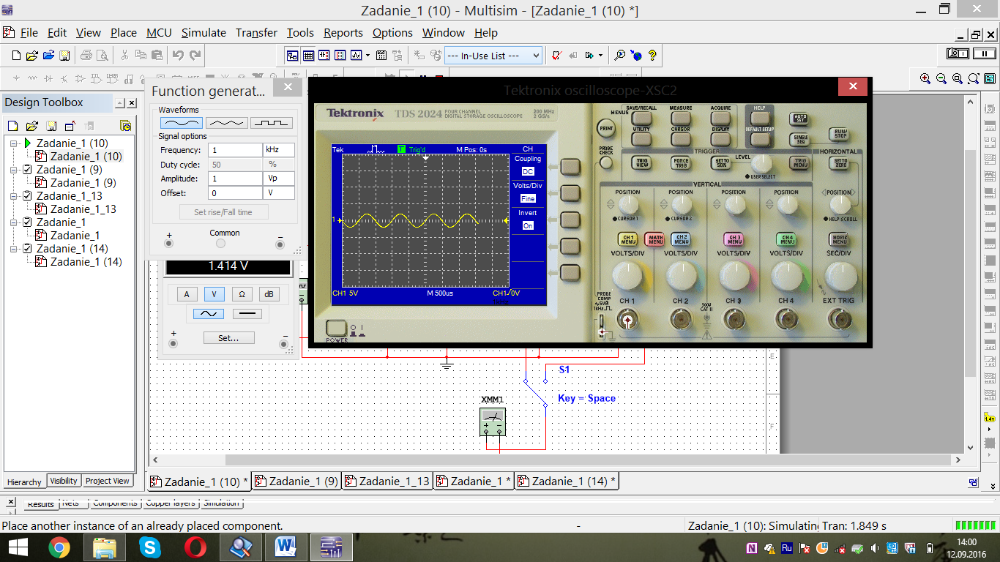 Zadanie_1 (10) - Multisim - [Zadanie_1 (10) *]
File Edit View Place MCU Simulate Transfer Tools Reports Options Window Help
--- In-Use List ---
Design Toolbox
Zadanie_1 (10)
Zadanie_1 (10)
Zadanie_1 (9)
Zadanie_1 (9)
Zadanie_1_13
Zadanie_1_13
Zadanie_1
Zadanie_1
Zadanie_1 (14)
Zadanie_1 (14)
Hierarchy Visibility Project View
Function generat...
Waveforms
Signal options
Frequency: 1 kHz
Duty cycle: 50 %
Amplitude: 1 Vp
Offset: 0 V
Set rise/Fall time
+ Common −
1.414 V
A V Ω dB
+ Set... −
Tektronix oscilloscope-XSC2
Tektronix TDS 2024 FOUR CHANNEL DIGITAL STORAGE OSCILLOSCOPE 200 MHz 2 GS/s
Tek T Trig'd M Pos: 0s CH
Coupling
DC
Volts/Div
Fine
Invert
On
1
CH1 5V M 500us CH1 / 0V
POWER
MENUS SAVE/RECALL MEASURE ACQUIRE HELP AUTO SET
PRINT UTILITY CURSOR DISPLAY DEFAULT SETUP SINGLE SEQ RUN/STOP
PROBE CHECK TRIGGER HORIZONTAL
TRIG VIEW FORCE TRIG SET TO 50% LEVEL TRIG MENU SET TO ZERO
USER SELECT
VERTICAL
POSITION POSITION POSITION POSITION POSITION
CURSOR 1 CURSOR 2 HELP SCROLL
CH 1 MENU MATH MENU CH 2 MENU CH 3 MENU CH 4 MENU HORIZ MENU
VOLTS/DIV VOLTS/DIV VOLTS/DIV VOLTS/DIV SEC/DIV
PROBE COMP ~5V@ 1kHz
CH 1 CH 2 CH 3 CH 4 EXT TRIG
300V CAT II
S1
Key = Space
XMM1
+ −
E
F
Zadanie_1 (10) * Zadanie_1 (9) Zadanie_1_13 Zadanie_1 * Zadanie_1 (14) *
Results Nets Components Copper layers Simulation
Place another instance of an already placed component. - Zadanie_1 (10): Simulatin Tran: 1.849 s
Ru
14:00
12.09.2016